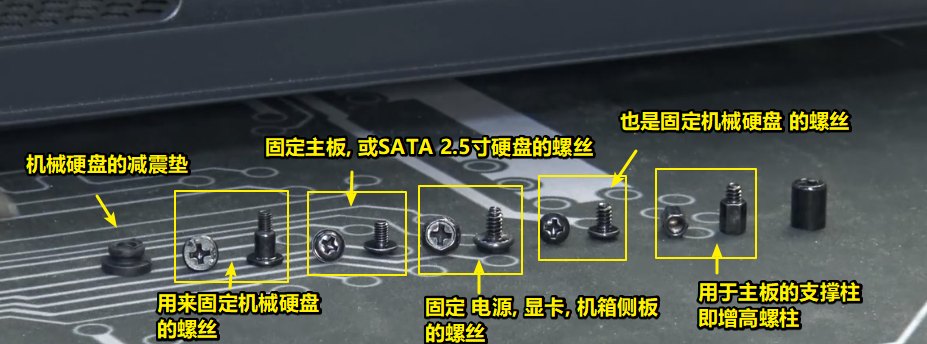 也是固定机械硬盘 的螺丝
固定主板, 或SATA 2.5寸硬盘的螺丝
机械硬盘的减震垫
用来固定机械硬盘
的螺丝
固定 电源, 显卡, 机箱侧板
的螺丝
用于主板的支撑柱
即增高螺柱